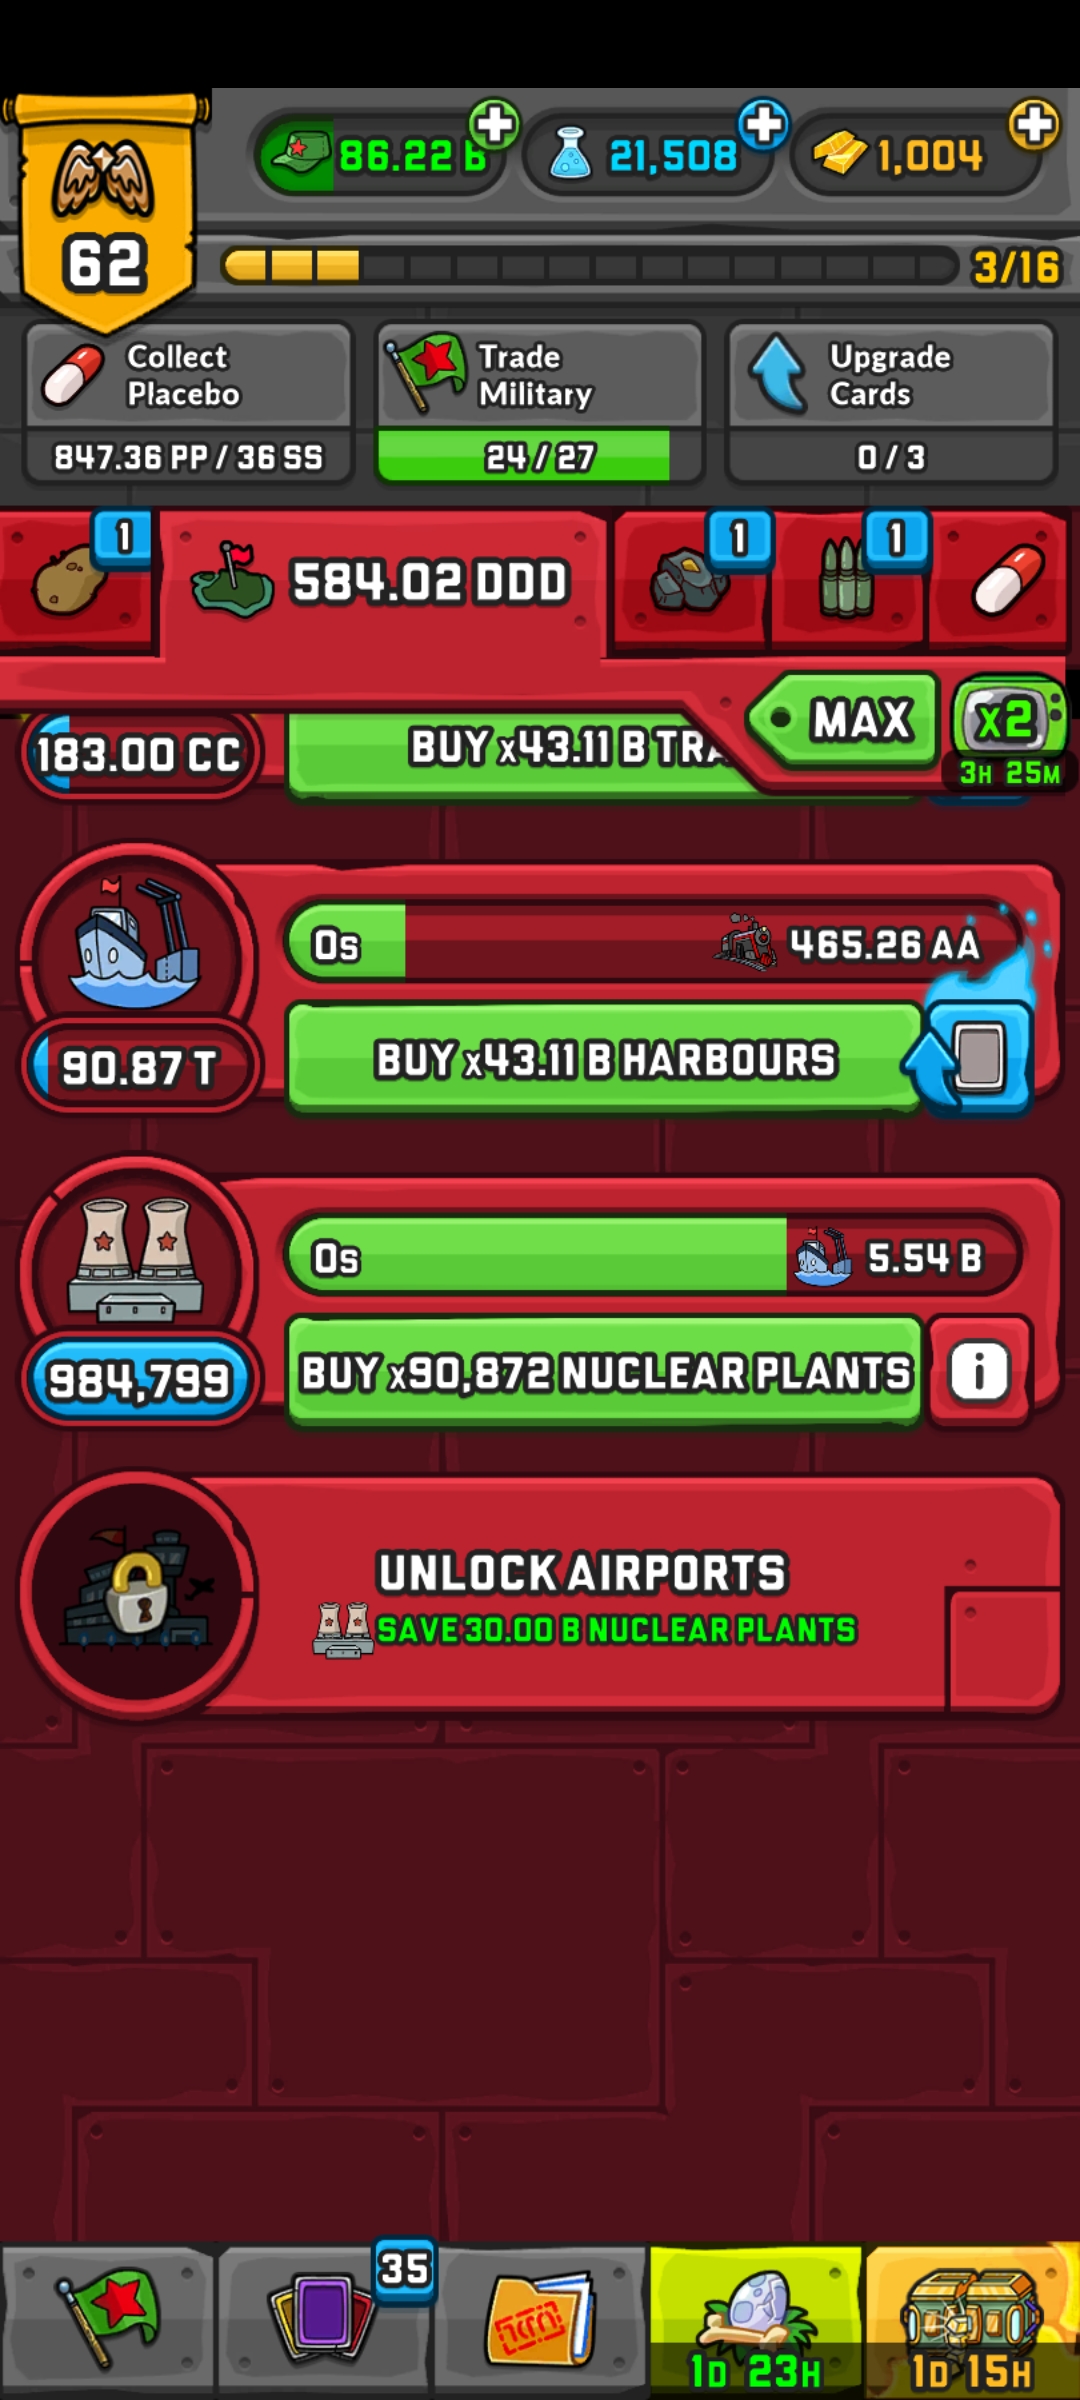 86.22 B
21,508
1,004
62
3/16
Collect
Placebo
847.36 PP / 36 SS
Trade
Military
24 / 27
Upgrade
Cards
0 / 3
1
584.02 DDD
1
1
MAX
x2
3H 25M
183.00 CC
BUY x43.11 B TRA
0s
465.26 AA
90.87 T
BUY x43.11 B HARBOURS
0s
5.54 B
984,799
BUY x90,872 NUCLEAR PLANTS
i
UNLOCK AIRPORTS
SAVE 30.00 B NUCLEAR PLANTS
35
1D 23H
1D 15H